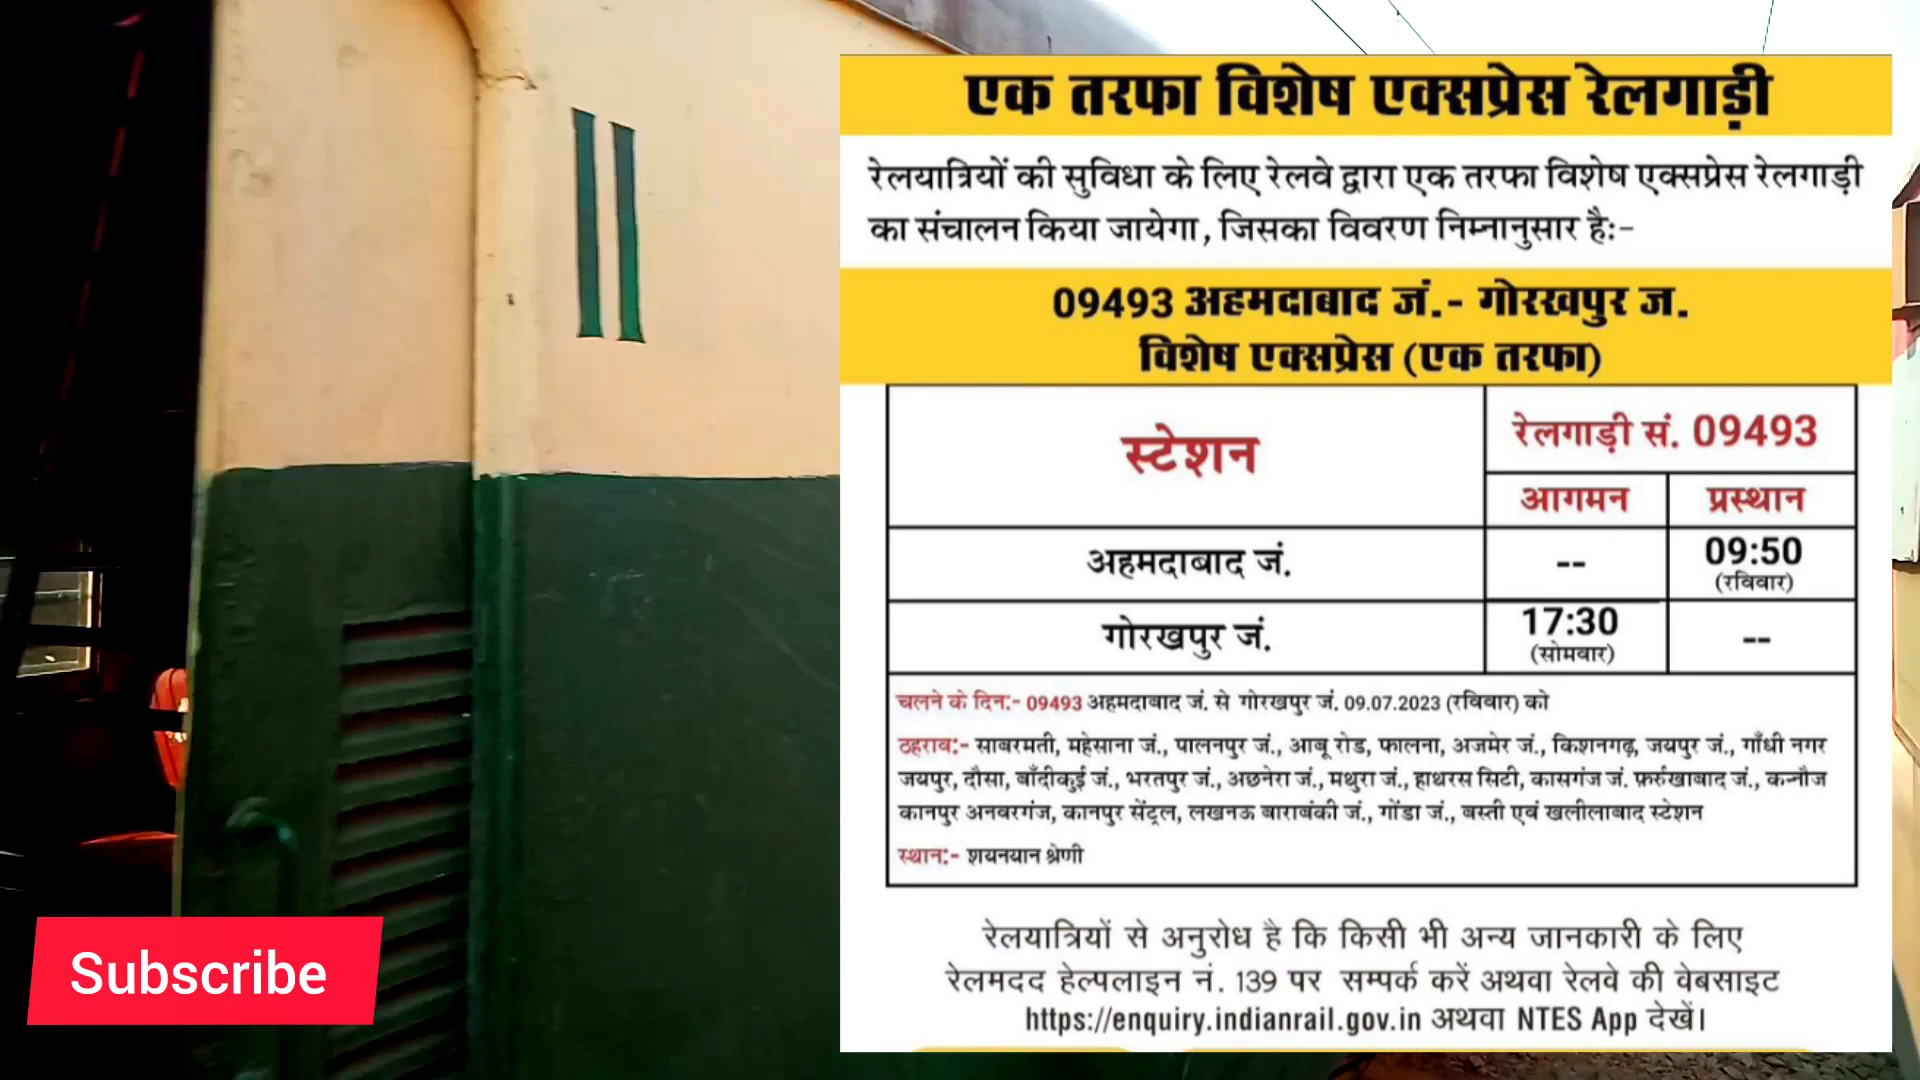 एक तरफा विशेष एक्सप्रेस रेलगाड़ी
रेलयात्रियों की सुविधा के लिए रेलवे द्वारा एक तरफा विशेष एक्सप्रेस रेलगाड़ी
का संचालन किया जायेगा, जिसका विवरण निम्नानुसार है:-
09493 अहमदाबाद जं.- गोरखपुर ज.
विशेष एक्सप्रेस (एक तरफा)
स्टेशन
रेलगाड़ी सं. 09493
आगमन प्रस्थान
अहमदाबाद जं. -- 09:50
(रविवार)
गोरखपुर जं. 17:30 --
(सोमवार)
चलने के दिन:- 09493 अहमदाबाद जं. से गोरखपुर जं. 09.07.2023 (रविवार) को
ठहराव:- साबरमती, महेसाना जं., पालनपुर जं., आबू रोड, फालना, अजमेर जं., किशनगढ़, जयपुर जं., गाँधी नगर
जयपुर, दौसा, बाँदीकुई जं., भरतपुर जं., अछनेरा जं., मथुरा जं., हाथरस सिटी, कासगंज जं. फ़र्रुखाबाद जं., कन्नौज
कानपुर अनवरगंज, कानपुर सेंट्रल, लखनऊ बाराबंकी जं., गोंडा जं., बस्ती एवं खलीलाबाद स्टेशन
स्थान:- शयनयान श्रेणी
रेलयात्रियों से अनुरोध है कि किसी भी अन्य जानकारी के लिए
रेलमदद हेल्पलाइन नं. 139 पर सम्पर्क करें अथवा रेलवे की वेबसाइट
https://enquiry.indianrail.gov.in अथवा NTES App देखें।
Subscribe